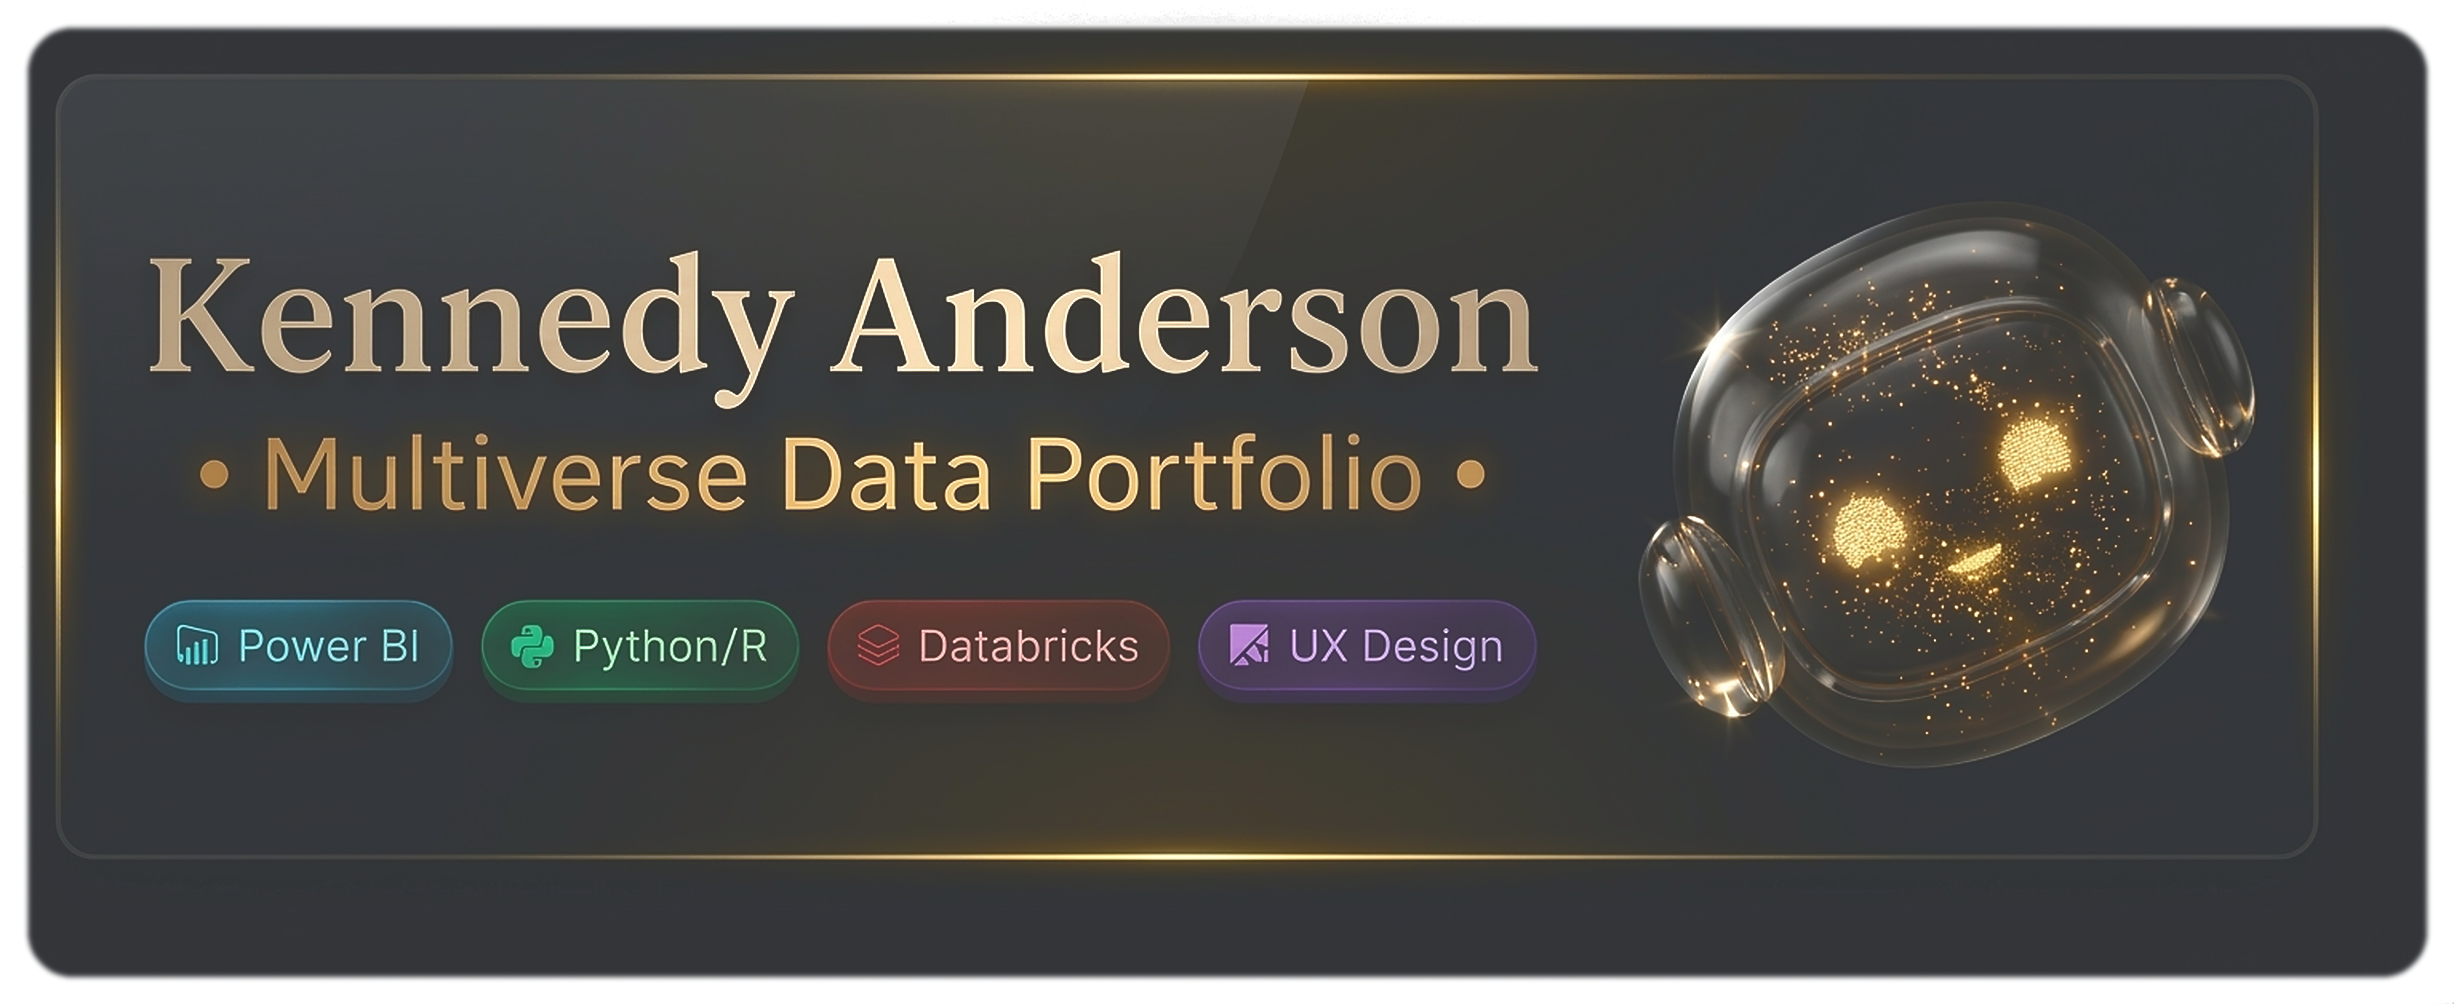 Kennedy Anderson
• Multiverse Data Portfolio •
Power BI Python/R Databricks UX Design